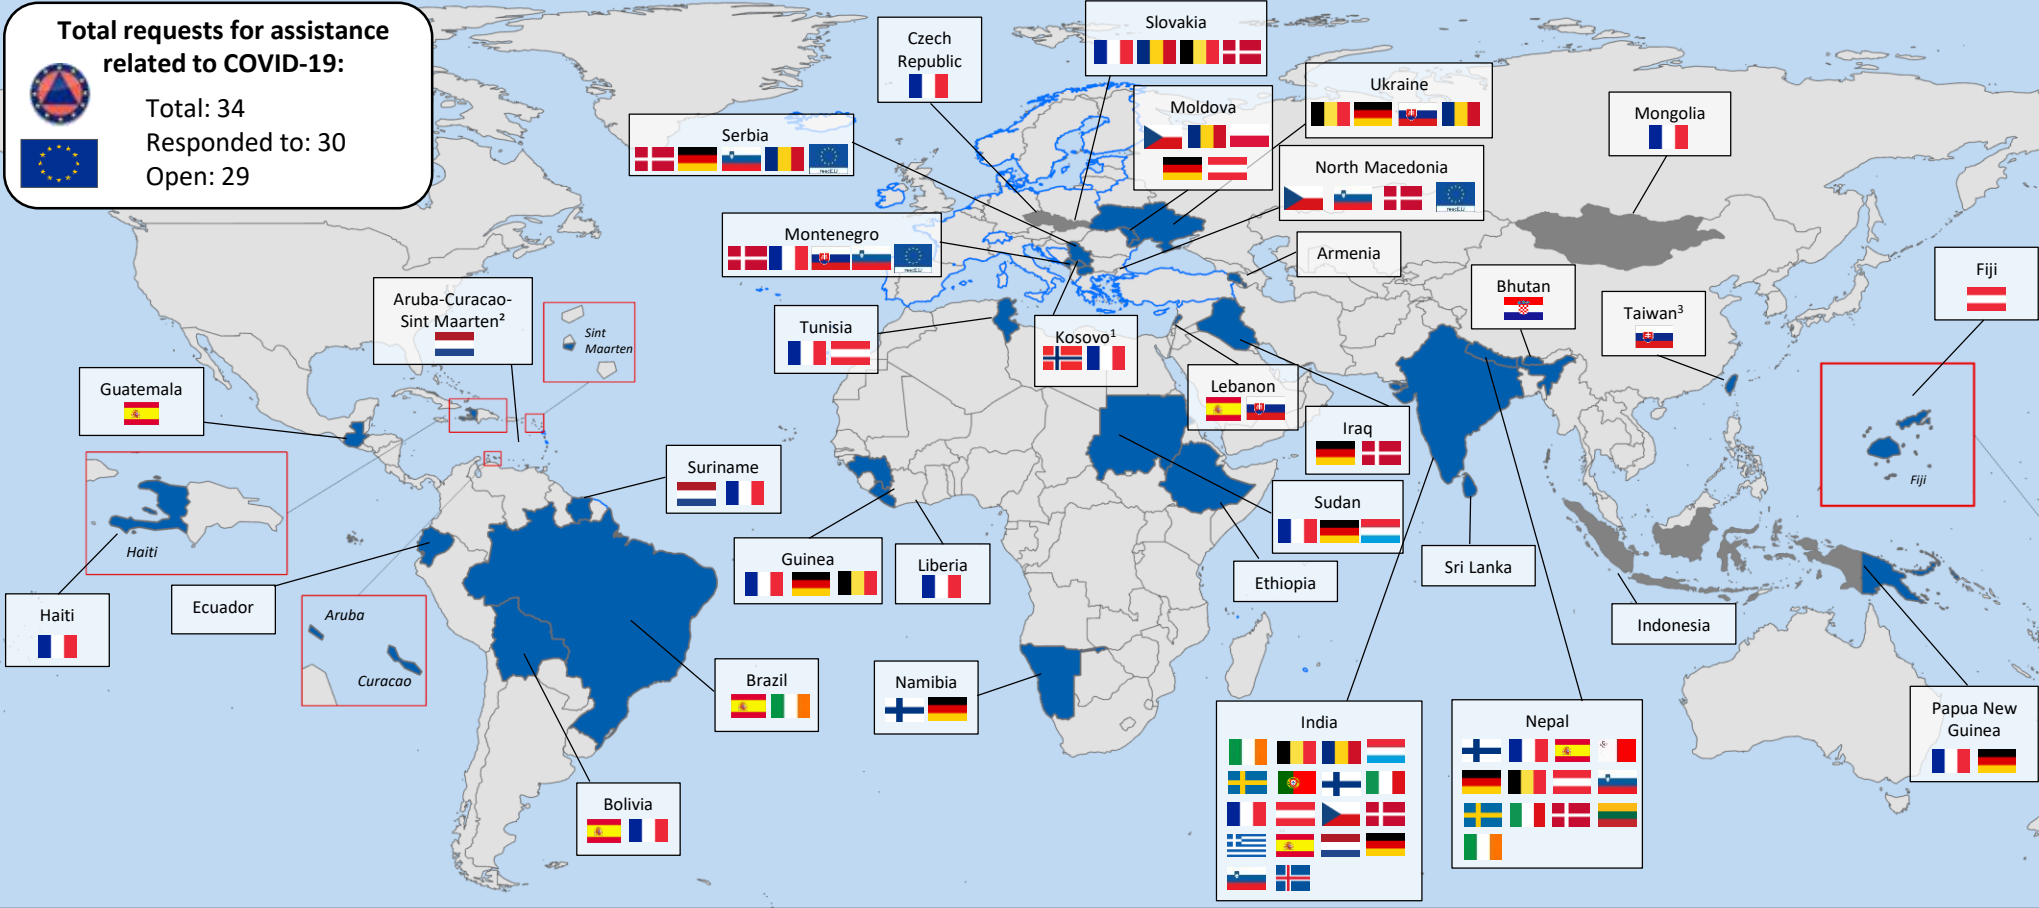 Total requests for assistance
related to COVID-19:
Total: 34
Responded to: 30
Open: 29
Czech
Republic
Slovakia
Moldova
Ukraine
Mongolia
Serbia
North Macedonia
Montenegro
Armenia
Bhutan
Taiwan³
Fiji
Aruba-Curacao-
Sint Maarten²
Sint
Maarten
Tunisia
Kosovo¹
Lebanon
Iraq
Guatemala
Suriname
Sudan
Fiji
Haiti
Guinea
Liberia
Ethiopia
Sri Lanka
Indonesia
Haiti
Ecuador
Aruba
Curacao
Brazil
Namibia
India
Nepal
Papua New
Guinea
Bolivia